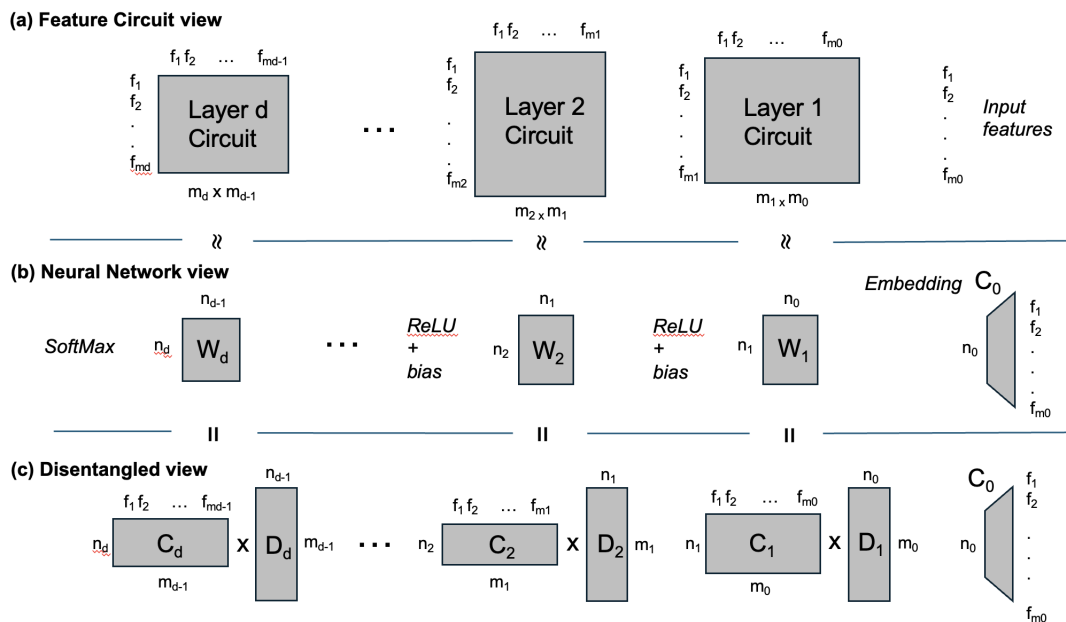 (a) Feature Circuit view
f1 f2 ... fmd-1
f1
f2
.
.
fmd
Layer d
Circuit
md x md-1
...
f1 f2 ... fm1
f1
f2
.
.
.
fm2
Layer 2
Circuit
m2 x m1
f1 f2 ... fm0
f1
f2
.
.
.
fm1
Layer 1
Circuit
m1 x m0
f1
f2
.
.
.
fm0
Input
features
≈
≈
≈
(b) Neural Network view
SoftMax
nd-1
nd
Wd
...
ReLU
+
bias
n1
n2
W2
ReLU
+
bias
n0
n1
W1
Embedding
C0
n0
f1
f2
.
.
.
fm0
=
=
=
(c) Disentangled view
f1 f2 ... fmd-1
nd
Cd
md-1
x
nd-1
Dd
md-1
...
f1 f2 ... fm1
n2
C2
m1
x
n1
D2
m1
f1 f2 ... fm0
n1
C1
m0
x
n0
D1
m0
C0
n0
f1
f2
.
.
.
fm0